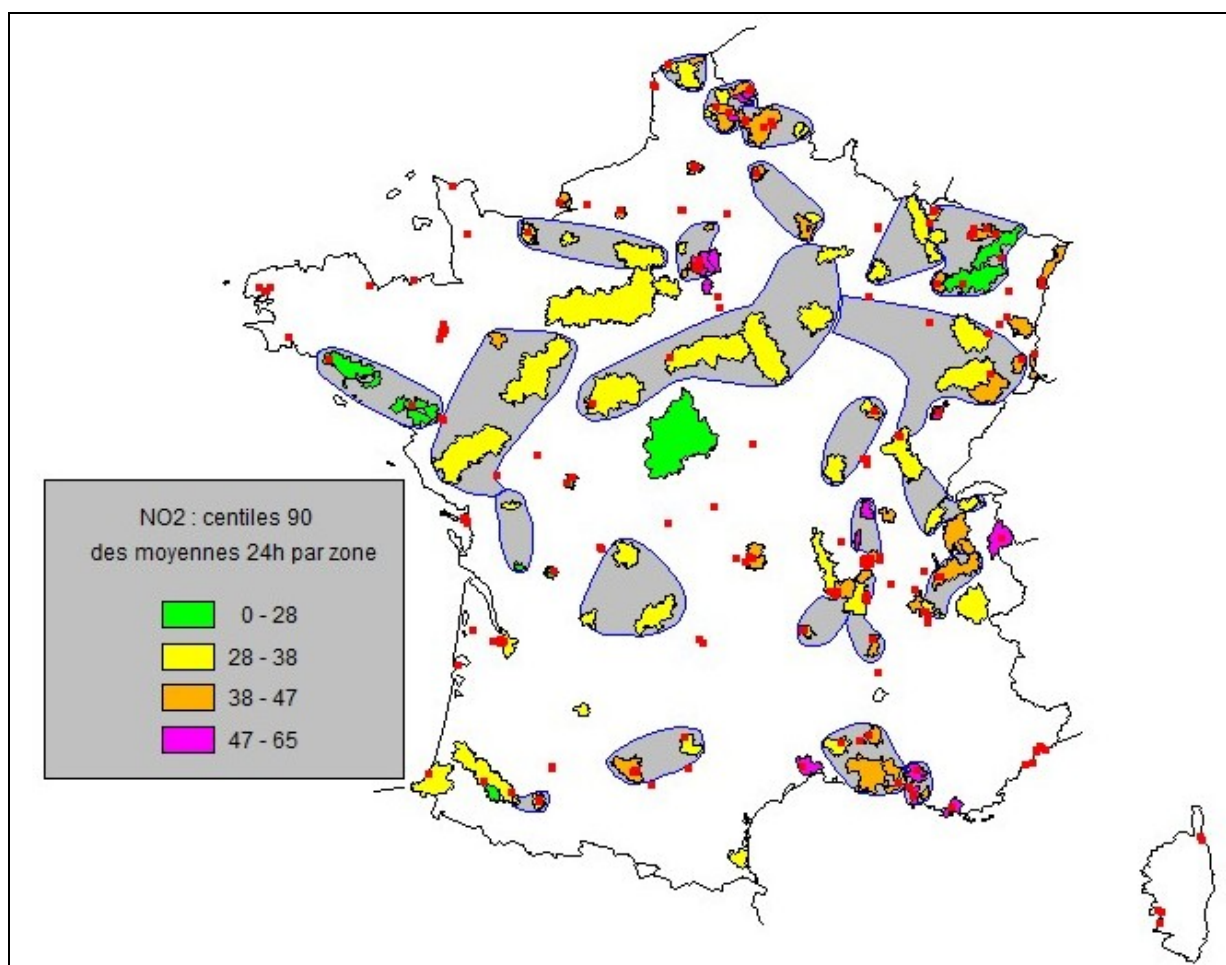 NO2 : centiles 90
des moyennes 24h par zone
0 - 28
28 - 38
38 - 47
47 - 65